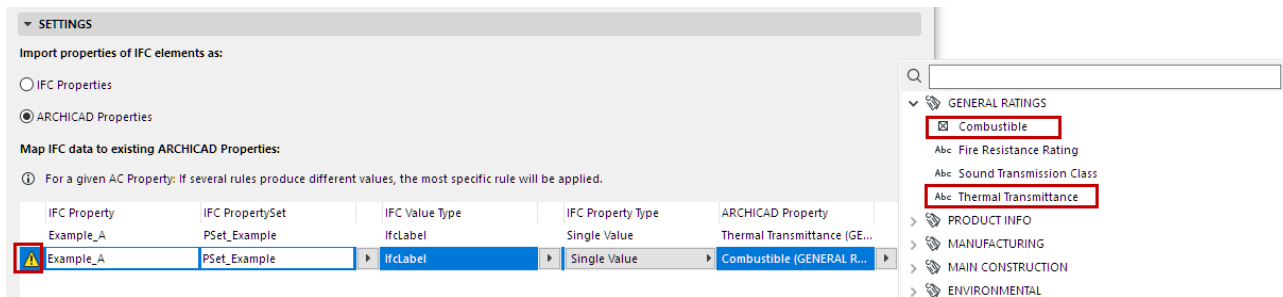 SETTINGS
Import properties of IFC elements as:
IFC Properties
ARCHICAD Properties
Map IFC data to existing ARCHICAD Properties:
For a given AC Property: If several rules produce different values, the most specific rule will be applied.
IFC Property IFC PropertySet IFC Value Type IFC Property Type ARCHICAD Property
Example_A PSet_Example IfcLabel Single Value Thermal Transmittance (GE...
Example_A PSet_Example IfcLabel Single Value Combustible (GENERAL R...
GENERAL RATINGS
Combustible
Abc Fire Resistance Rating
Abc Sound Transmission Class
Abc Thermal Transmittance
PRODUCT INFO
MANUFACTURING
MAIN CONSTRUCTION
ENVIRONMENTAL